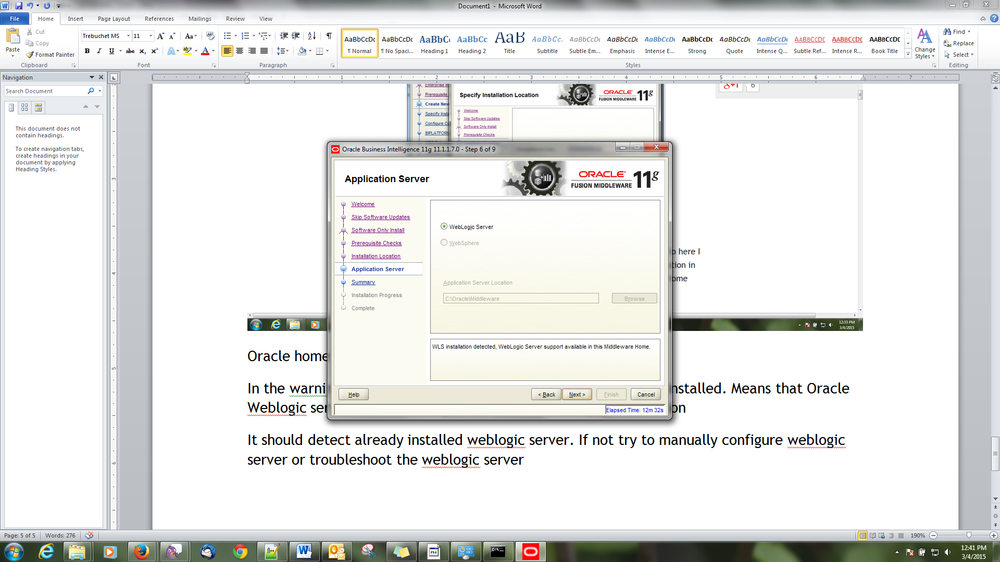 Document1 - Microsoft Word
File
Home
Insert
Page Layout
References
Mailings
Review
View
Paste
Cut
Copy
Format Painter
Clipboard
Trebuchet MS
11
Font
Paragraph
AaBbCcDc
¶ Normal
AaBbCcDc
¶ No Spaci...
AaBbCc
Heading 1
AaBbCc
Heading 2
AaB
Title
AaBbCc.
Subtitle
AaBbCcDc
Subtle Em...
AaBbCcDc
Emphasis
AaBbCcDc
Intense E...
AaBbCcDc
Strong
AaBbCcDc
Quote
AaBbCcDc
Intense Q...
AABBCCDE
Subtle Ref...
AABBCCDE
Intense R...
AABBCCDE
Book Title
Change
Styles
Styles
Find
Replace
Select
Editing
Navigation
Search Document
This document does not
contain headings.
To create navigation tabs,
create headings in your
document by applying
Heading Styles.
Enterprise
Prerequisite
Create New
Specify Inst
Configure Co
BIPLATFORM
Specify Installation Location
ORACLE
FUSION MIDDLEWARE 11g
Welcome
Skip Software Updates
Software Only Install
Prerequisite Checks
g+1
6
Oracle Business Intelligence 11g 11.1.1.7.0 - Step 6 of 9
Application Server
ORACLE
FUSION MIDDLEWARE 11g
Welcome
Skip Software Updates
Software Only Install
Prerequisite Checks
Installation Location
Application Server
Summary
Installation Progress
Complete
WebLogic Server
WebSphere
Application Server Location
C:\Oracle\Middleware
Browse
WLS installation detected, WebLogic Server support available in this Middleware Home.
Help
< Back
Next >
Finish
Cancel
Elapsed Time: 12m 32s
o here I
tion in
ome
12:33 PM
3/4/2015
Oracle home
In the warni
nstalled. Means that Oracle
Weblogic ser
on
It should detect already installed weblogic server. If not try to manually configure weblogic
server or troubleshoot the weblogic server
Page: 5 of 5
Words: 276
190%
12:41 PM
3/4/2015